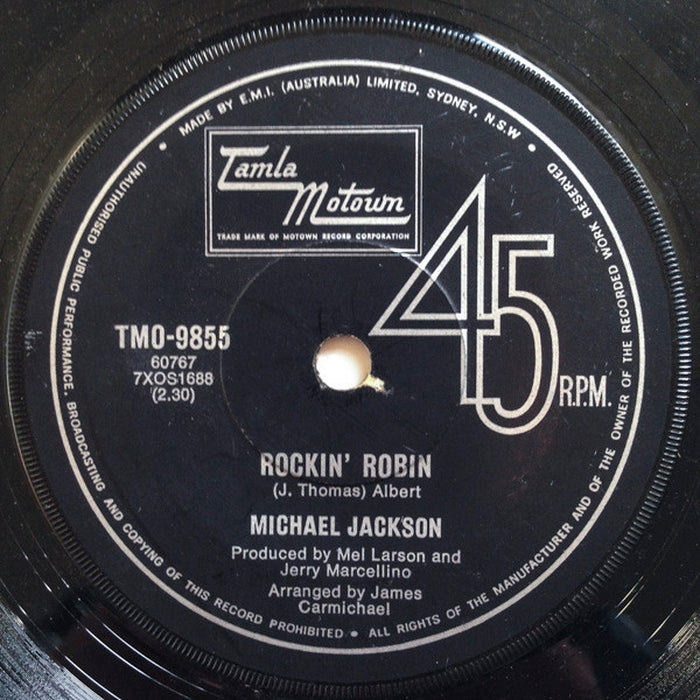 • MADE BY E.M.I. (AUSTRALIA) LIMITED, SYDNEY, N.S.W •
Tamla
Motown
TRADE MARK OF MOTOWN RECORD CORPORATION
45
R.P.M.
TMO-9855
60767
7XOS1688
(2.30)
ROCKIN' ROBIN
(J. Thomas) Albert
MICHAEL JACKSON
Produced by Mel Larson and
Jerry Marcellino
Arranged by James
Carmichael
UNAUTHORISED PUBLIC PERFORMANCE, BROADCASTING AND COPYING OF THIS RECORD PROHIBITED • ALL RIGHTS OF THE MANUFACTURER AND OF THE OWNER OF THE RECORDED WORK RESERVED